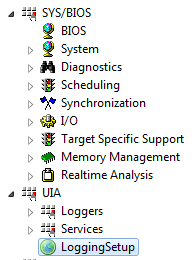 SYS/BIOS
BIOS
System
Diagnostics
Scheduling
Synchronization
I/O
Target Specific Support
Memory Management
Realtime Analysis
UIA
Loggers
Services
LoggingSetup